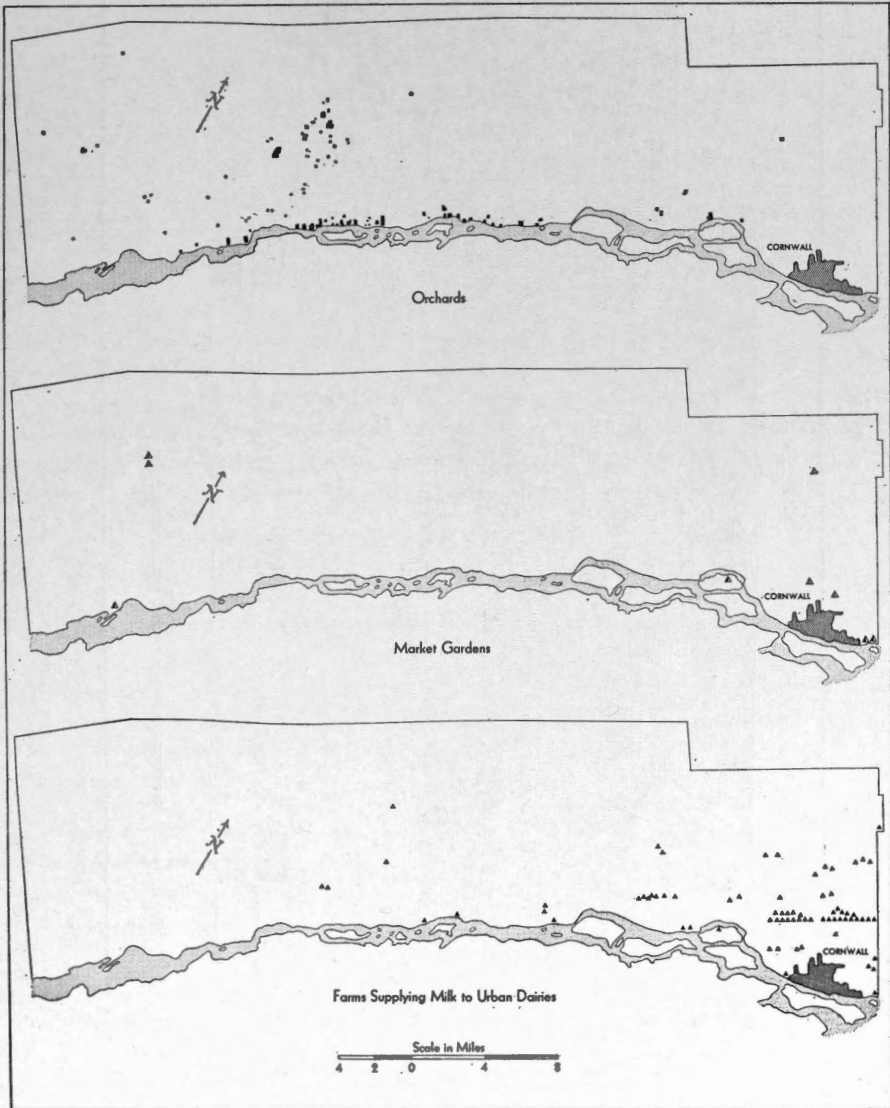 N
CORNWALL
Orchards
N
CORNWALL
Market Gardens
N
CORNWALL
Farms Supplying Milk to Urban Dairies
Scale in Miles
4 2 0 4 8